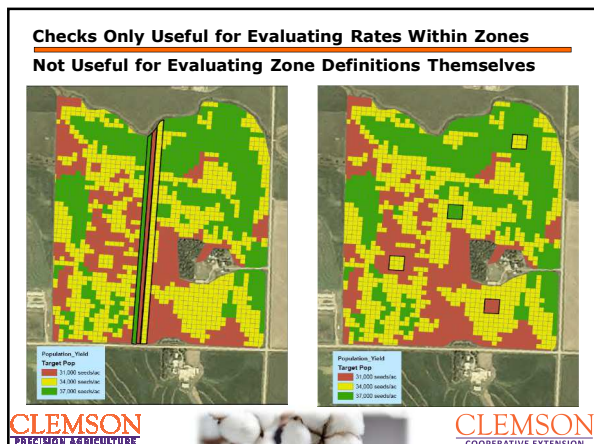 Checks Only Useful for Evaluating Rates Within Zones
Not Useful for Evaluating Zone Definitions Themselves
Population_Yield
Target Pop
31,000 seeds/ac
34,000 seeds/ac
37,000 seeds/ac
Population_Yield
Target Pop
31,000 seeds/ac
34,000 seeds/ac
37,000 seeds/ac
CLEMSON
PRECISION AGRICULTURE
CLEMSON
COOPERATIVE EXTENSION